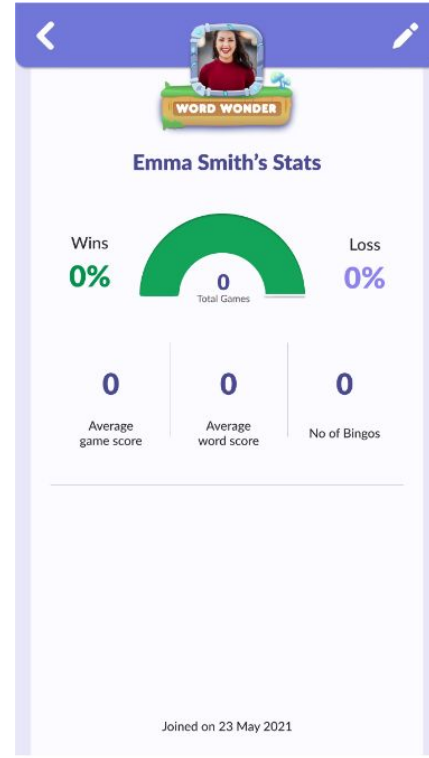 WORD WONDER
Emma Smith's Stats
Wins
0%
0
Total Games
Loss
0%
0
Average
game score
0
Average
word score
0
No of Bingos
Joined on 23 May 2021